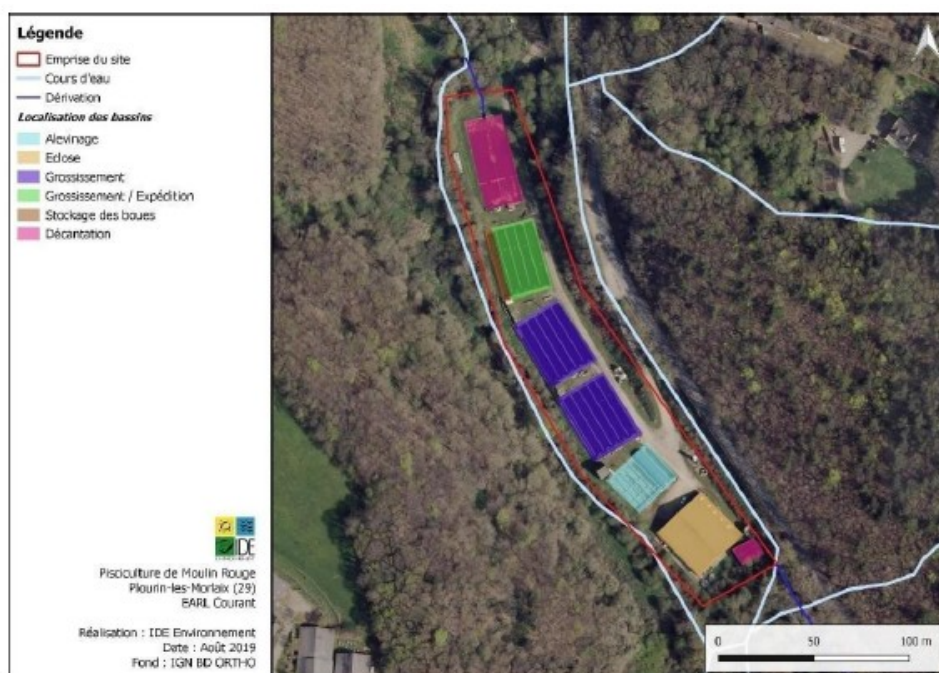 Légende
Emprise du site
Cours d'eau
Dérivation
Localisation des bassins
Alevinage
Eclose
Grossissement
Grossissement / Expédition
Stockage des boues
Décantation
IDE
Pisciculture de Moulin Rouge
Plourin-les-Morlaix (29)
EARL Courant
Réalisation : IDE Environnement
Date : Août 2019
Fond : IGN BD ORTHO
0 50 100 m